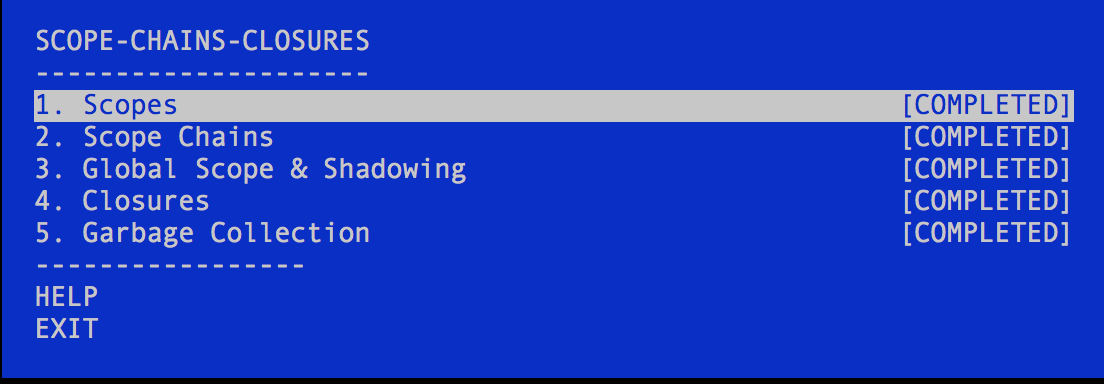 SCOPE-CHAINS-CLOSURES
---------------------
1. Scopes [COMPLETED]
2. Scope Chains [COMPLETED]
3. Global Scope & Shadowing [COMPLETED]
4. Closures [COMPLETED]
5. Garbage Collection [COMPLETED]
-----------------
HELP
EXIT